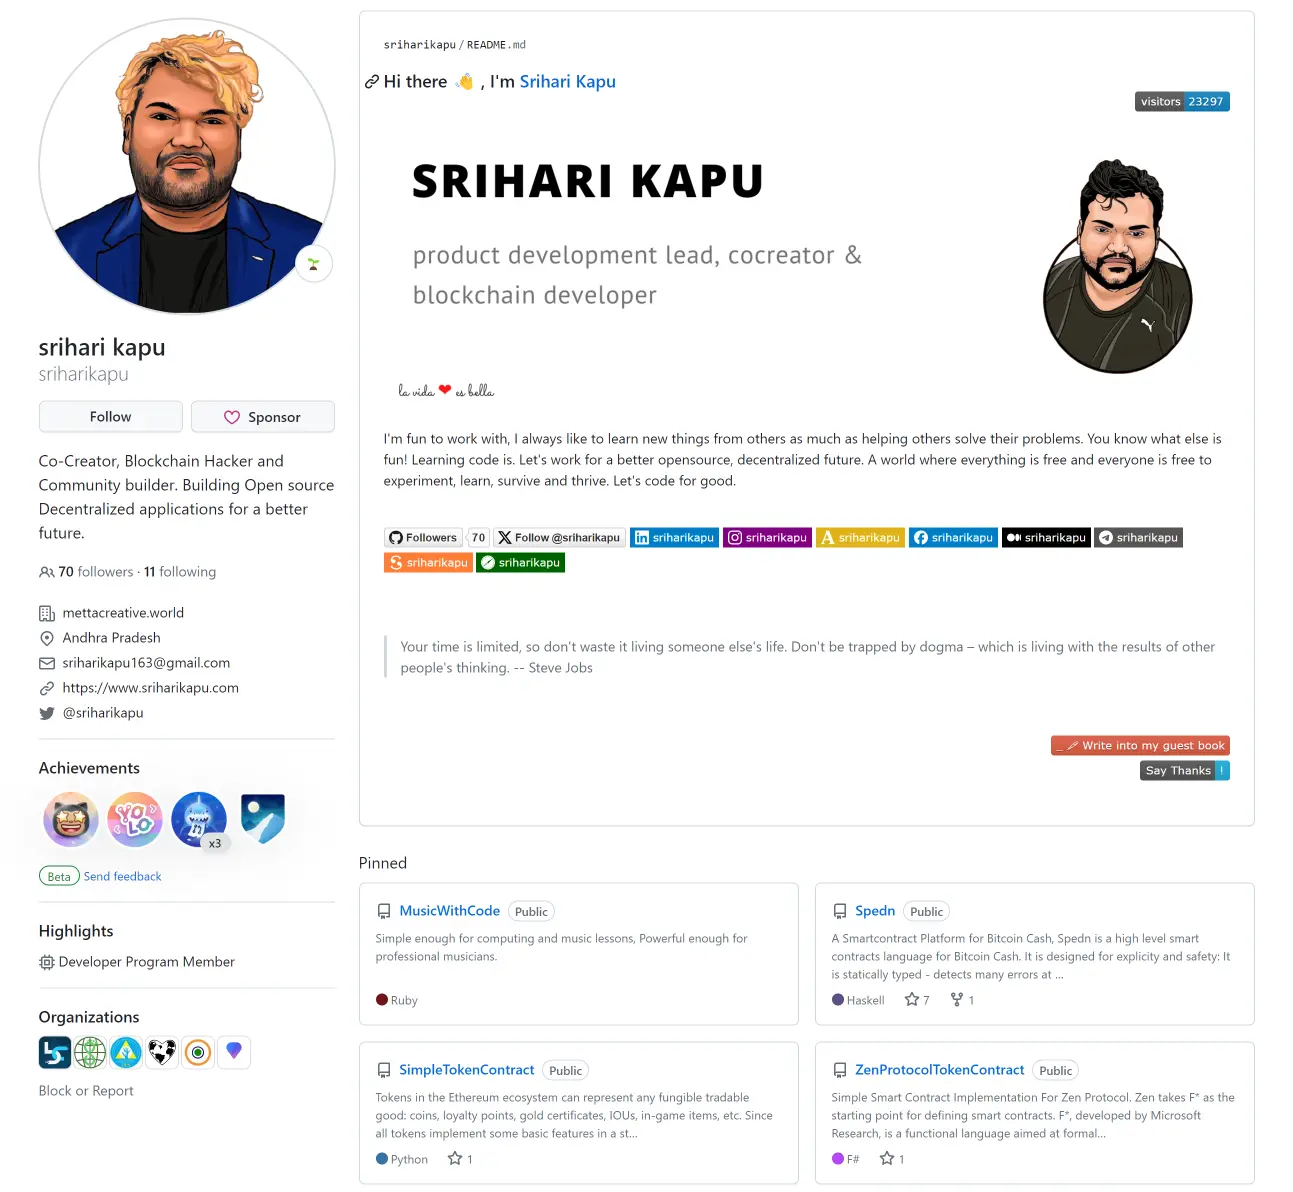 srihari kapu
sriharikapu
Follow
Sponsor
Co-Creator, Blockchain Hacker and
Community builder. Building Open source
Decentralized applications for a better
future.
70 followers · 11 following
mettacreative.world
Andhra Pradesh
sriharikapu163@gmail.com
https://www.sriharikapu.com
@sriharikapu
Achievements
YOLO
x3
Beta Send feedback
Highlights
Developer Program Member
Organizations
Block or Report
sriharikapu/README.md
Hi there 👋 , I'm Srihari Kapu
visitors 23297
SRIHARI KAPU
product development lead, cocreator &
blockchain developer
la vida ❤ es bella
I'm fun to work with, I always like to learn new things from others as much as helping others solve their problems. You know what else is
fun! Learning code is. Let's work for a better opensource, decentralized future. A world where everything is free and everyone is free to
experiment, learn, survive and thrive. Let's code for good.
Followers 70 Follow @sriharikapu sriharikapu sriharikapu sriharikapu sriharikapu sriharikapu sriharikapu
sriharikapu sriharikapu
Your time is limited, so don't waste it living someone else's life. Don't be trapped by dogma – which is living with the results of other
people's thinking. -- Steve Jobs
_ 🖋 Write into my guest book
Say Thanks !
Pinned
MusicWithCode Public
Simple enough for computing and music lessons, Powerful enough for
professional musicians.
Ruby
Spedn Public
A Smartcontract Platform for Bitcoin Cash, Spedn is a high level smart
contracts language for Bitcoin Cash. It is designed for explicity and safety: It
is statically typed - detects many errors at ...
Haskell 7 1
SimpleTokenContract Public
Tokens in the Ethereum ecosystem can represent any fungible tradable
good: coins, loyalty points, gold certificates, IOUs, in-game items, etc. Since
all tokens implement some basic features in a st...
Python 1
ZenProtocolTokenContract Public
Simple Smart Contract Implementation For Zen Protocol. Zen takes F* as the
starting point for defining smart contracts. F*, developed by Microsoft
Research, is a functional language aimed at formal...
F# 1